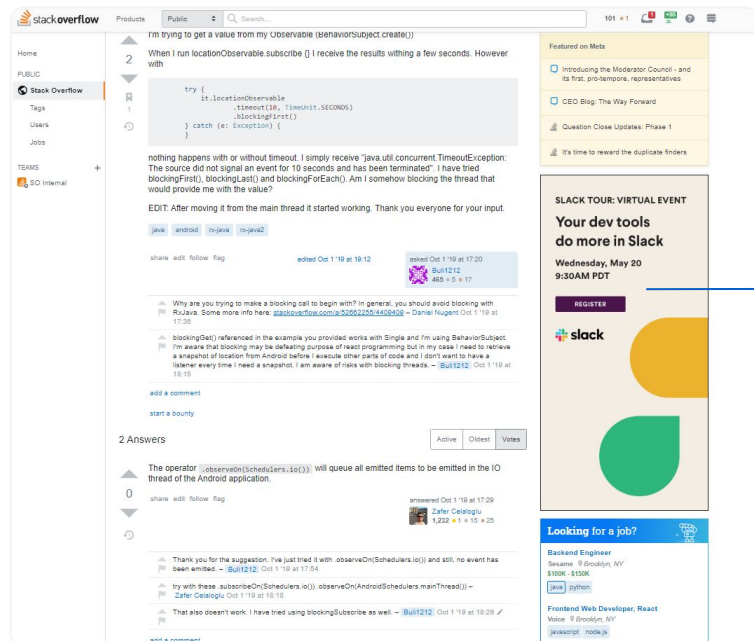 stackoverflow Products Public Search... 101 1 +30
I'm trying to get a value from my Observable (BehaviorSubject.create())
2
When I run locationObservable.subscribe {} I receive the results withing a few seconds. However
with
1
try {
it.locationObservable
.timeout(10, TimeUnit.SECONDS)
.blockingFirst()
} catch (e: Exception) {
}
nothing happens with or without timeout. I simply receive "java.util.concurrent.TimeoutException:
The source did not signal an event for 10 seconds and has been terminated". I have tried
blockingFirst(), blockingLast() and blockingForEach(). Am I somehow blocking the thread that
would provide me with the value?
EDIT: After moving it from the main thread it started working. Thank you everyone for your input.
java android rx-java rx-java2
share edit follow flag
edited Oct 1 '19 at 19:12
asked Oct 1 '19 at 17:20
Buli1212
465 5 17
Why are you trying to make a blocking call to begin with? In general, you should avoid blocking with
RxJava. Some more info here: stackoverflow.com/a/52662255/4409409 – Daniel Nugent Oct 1 '19 at
17:36
blockingGet() referenced in the example you provided works with Single and I'm using BehaviorSubject.
I'm aware that blocking may be defeating purpose of react programming but in my case I need to retrieve
a snapshot of location from Android before I execute other parts of code and I don't want to have a
listener every time I need a snapshot. I am aware of risks with blocking threads. – Buli1212 Oct 1 '19 at
18:15
add a comment
start a bounty
2 Answers
Active Oldest Votes
The operator .observeOn(Schedulers.io()) will queue all emitted items to be emitted in the IO
thread of the Android application.
0
share edit follow flag
answered Oct 1 '19 at 17:29
Zafer Celaloglu
1,232 1 15 25
Thank you for the suggestion. I've just tried it with .observeOn(Schedulers.io()) and still, no event has
been emitted. – Buli1212 Oct 1 '19 at 17:54
try with these .subscribeOn(Schedulers.io()).observeOn(AndroidSchedulers.mainThread()) –
Zafer Celaloglu Oct 1 '19 at 18:18
That also doesn't work. I have tried using blockingSubscribe as well. – Buli1212 Oct 1 '19 at 18:26
add a comment
Home
PUBLIC
Stack Overflow
Tags
Users
Jobs
TEAMS +
SO Internal
Featured on Meta
Introducing the Moderator Council - and
its first, pro-tempore, representatives
CEO Blog: The Way Forward
Question Close Updates: Phase 1
It's time to reward the duplicate finders
SLACK TOUR: VIRTUAL EVENT
Your dev tools
do more in Slack
Wednesday, May 20
9:30AM PDT
REGISTER
slack
Looking for a job?
Backend Engineer
Sesame Brooklyn, NY
$100K - $150K
java python
Frontend Web Developer, React
Voice Brooklyn, NY
javascript node.js